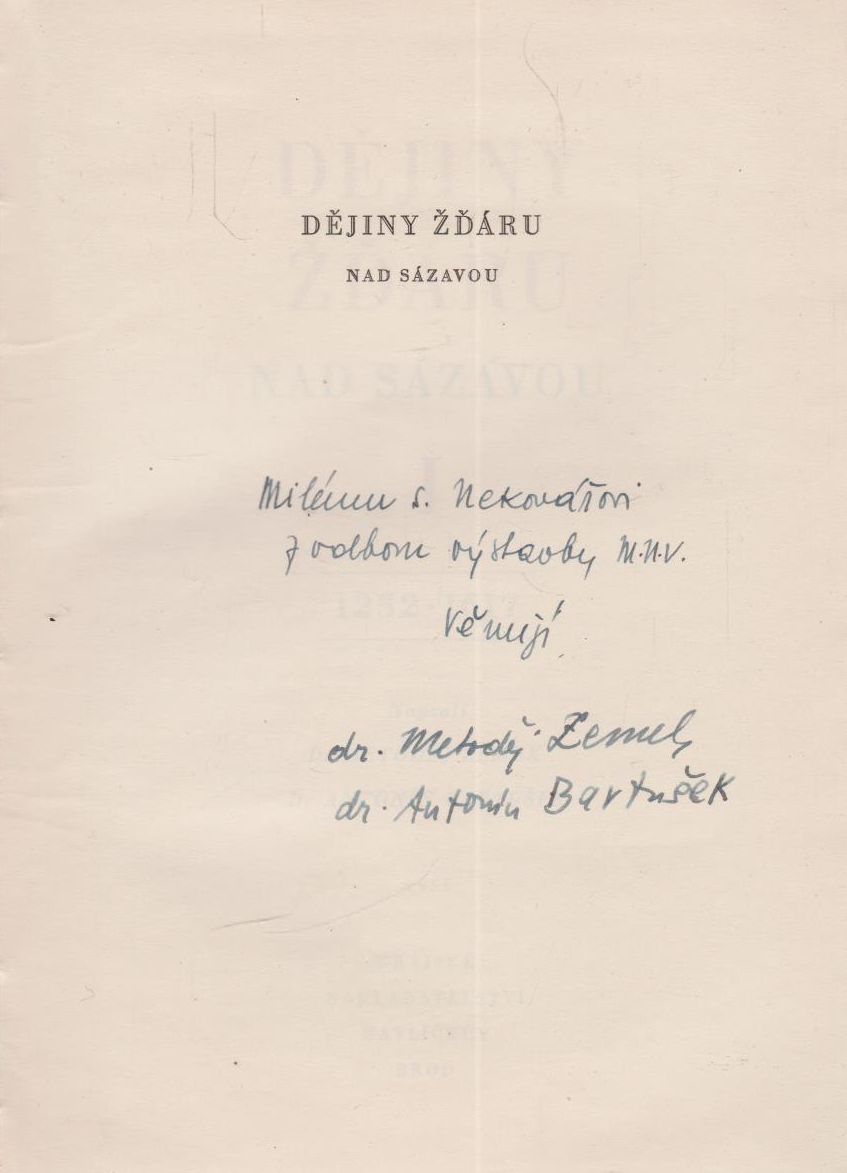 DĚJINY ŽĎÁRU
NAD SÁZAVOU
Milému s. Nekovářovi
z odboru výstavby M.N.V.
věnují
dr. Metoděj Zemek
dr. Antonín Bartušek